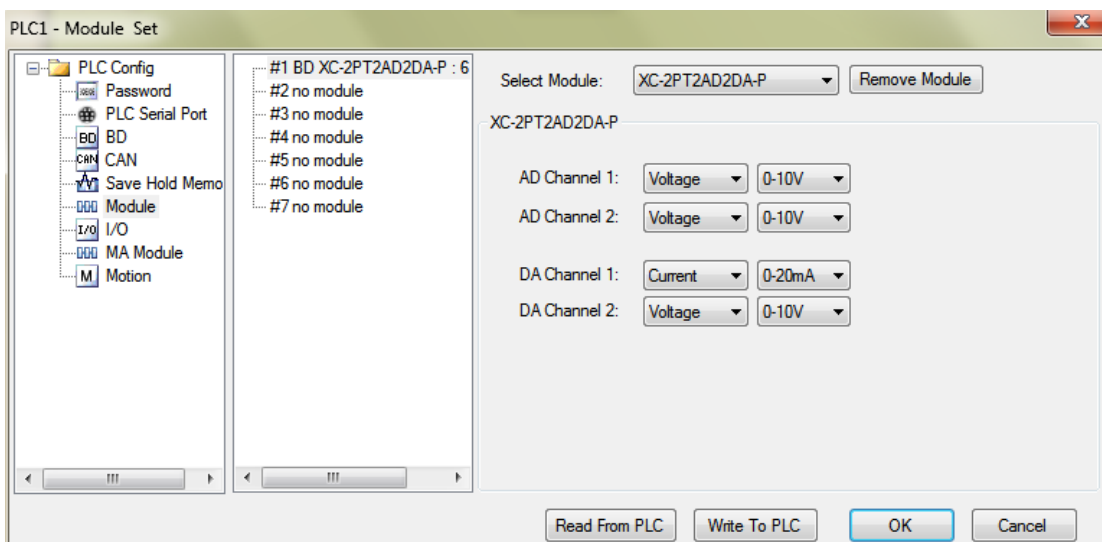 PLC1 - Module Set
PLC Config
Password
PLC Serial Port
BD BD
CAN CAN
Save Hold Memo
Module
I/O I/O
MA Module
M Motion
#1 BD XC-2PT2AD2DA-P : 6
#2 no module
#3 no module
#4 no module
#5 no module
#6 no module
#7 no module
Select Module: XC-2PT2AD2DA-P Remove Module
XC-2PT2AD2DA-P
AD Channel 1: Voltage 0-10V
AD Channel 2: Voltage 0-10V
DA Channel 1: Current 0-20mA
DA Channel 2: Voltage 0-10V
Read From PLC Write To PLC OK Cancel